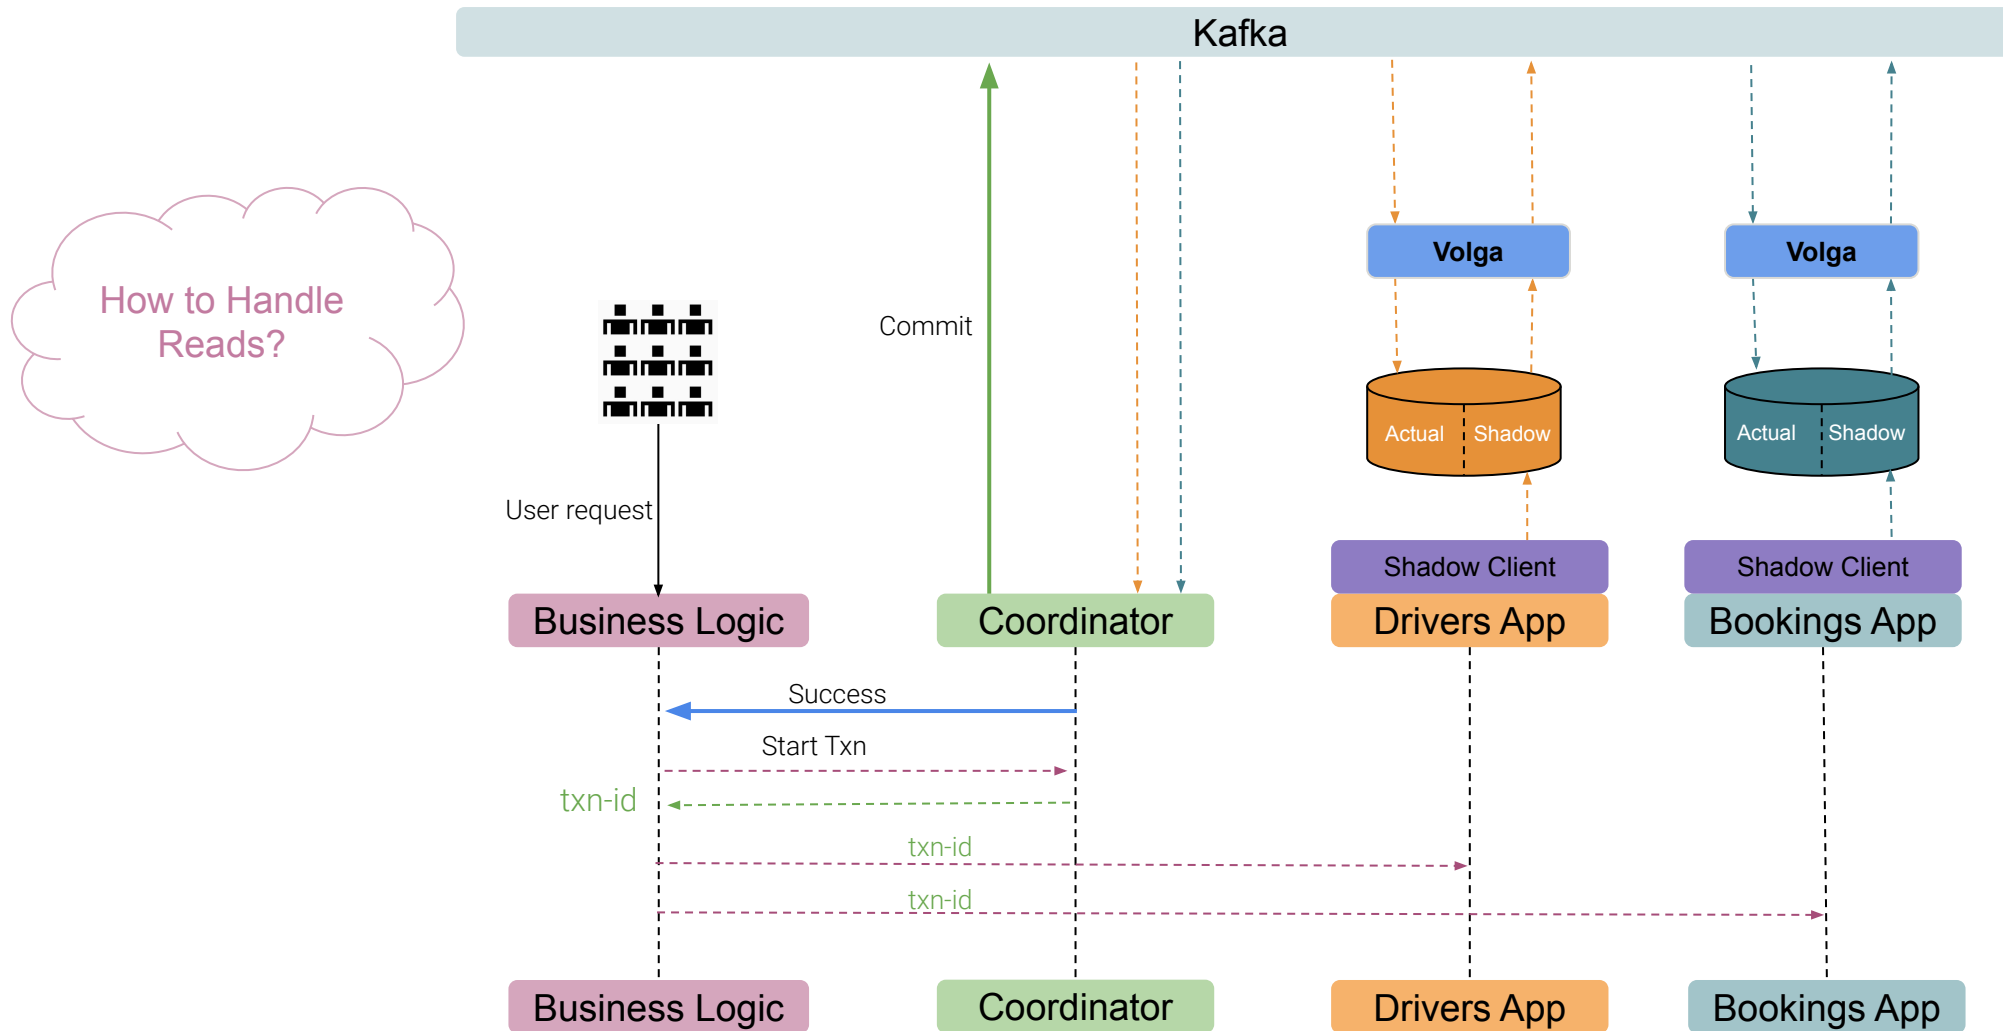 Kafka
How to Handle
Reads?
Commit
Volga
Volga
Actual
Shadow
Actual
Shadow
User request
Shadow Client
Shadow Client
Business Logic
Coordinator
Drivers App
Bookings App
Success
Start Txn
txn-id
txn-id
txn-id
Business Logic
Coordinator
Drivers App
Bookings App